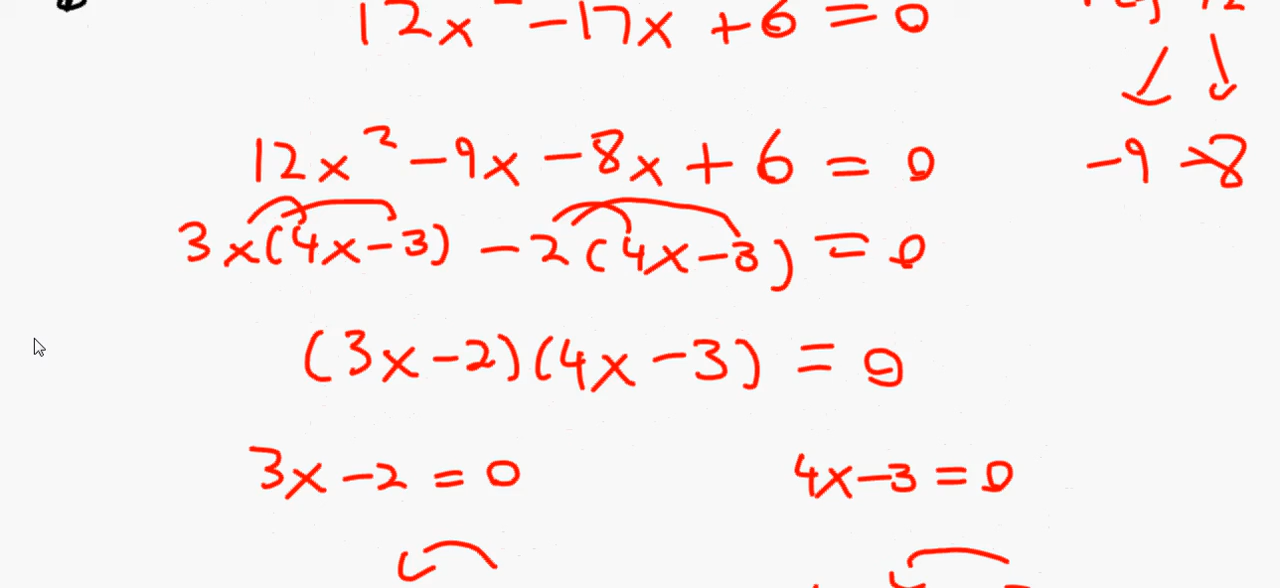 12x² -17x +6 = 0
12x² -9x -8x + 6 = 0
-9 -8
3x(4x-3) -2(4x-3) = 0
(3x-2)(4x-3) = 0
3x-2 = 0
4x-3 = 0